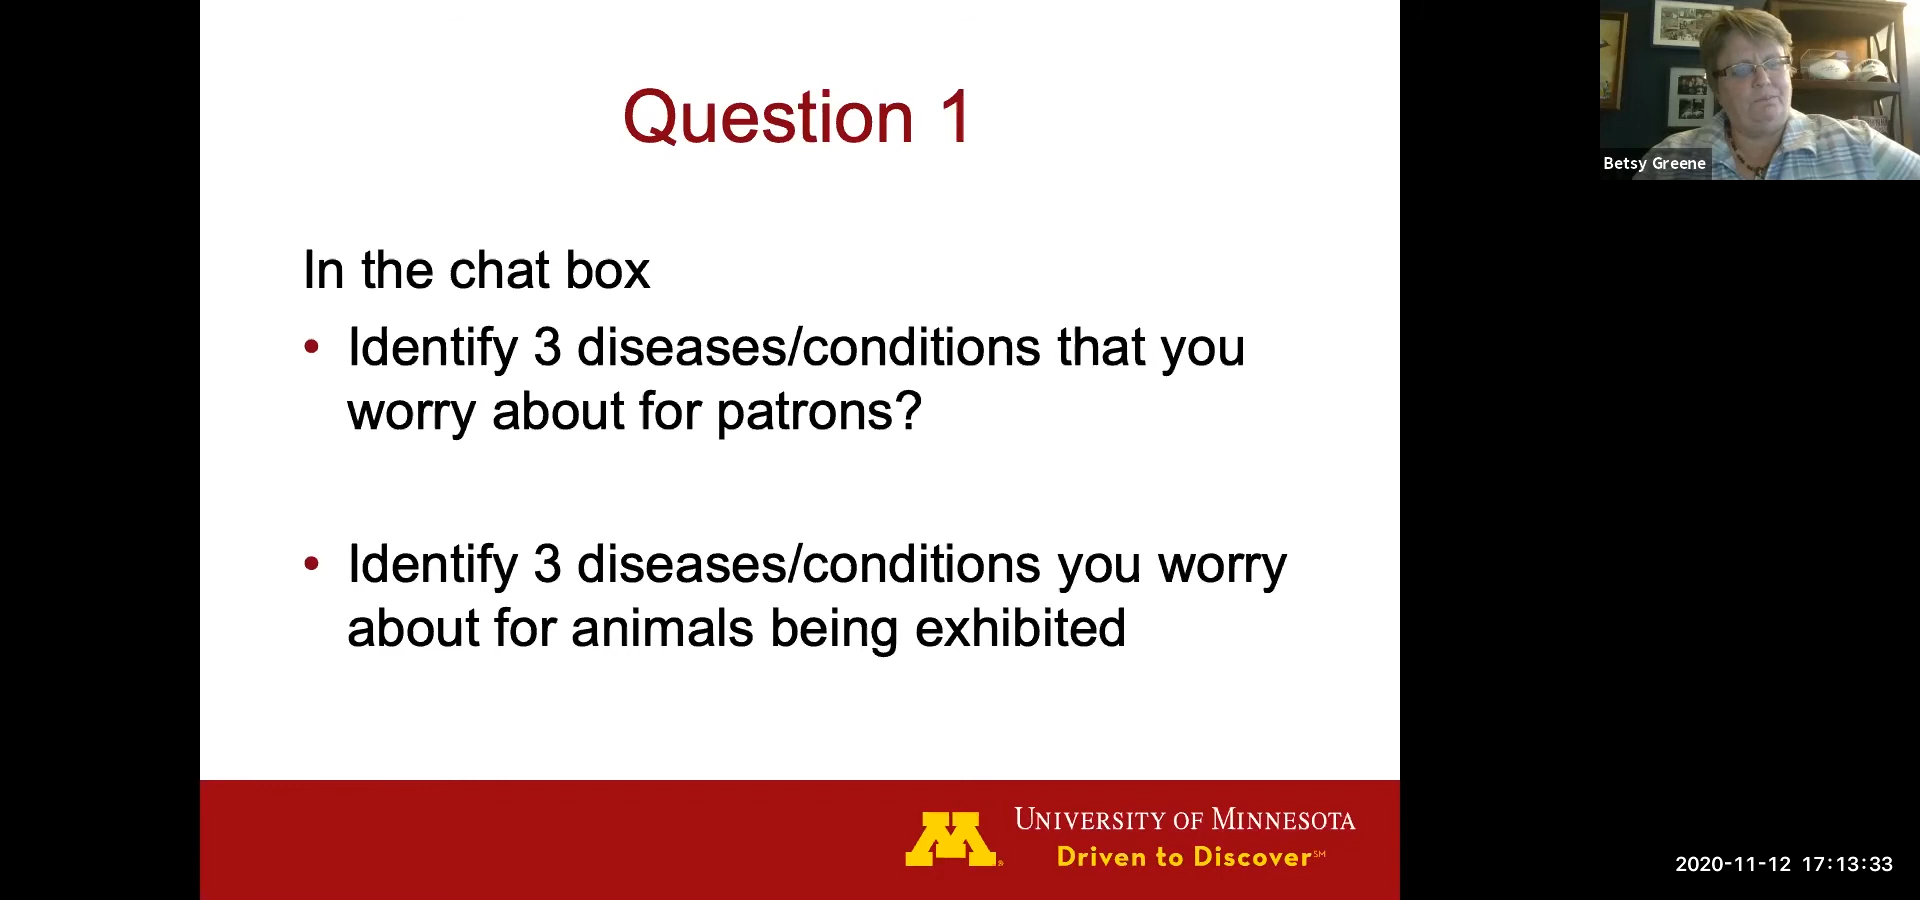 Question 1
In the chat box
• Identify 3 diseases/conditions that you
worry about for patrons?
• Identify 3 diseases/conditions you worry
about for animals being exhibited
M®
UNIVERSITY OF MINNESOTA
Driven to Discover℠
Betsy Greene
2020-11-12 17:13:33